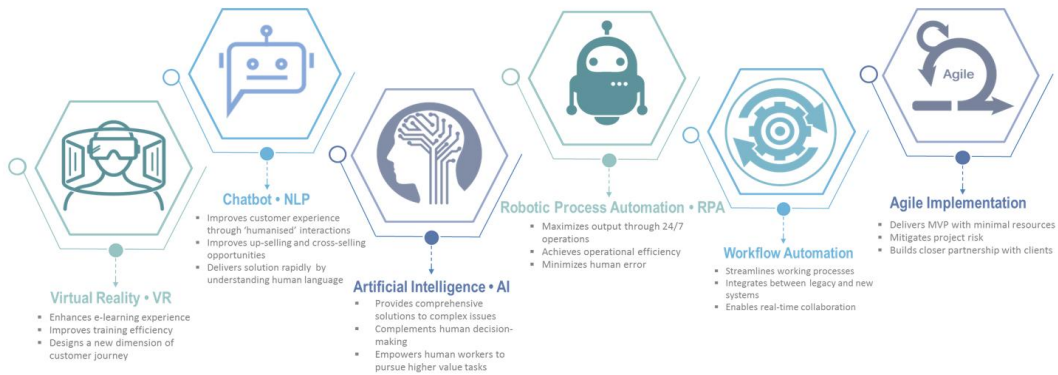 Virtual Reality • VR
▪ Enhances e-learning experience
▪ Improves training efficiency
▪ Designs a new dimension of
customer journey
Chatbot • NLP
▪ Improves customer experience
through ‘humanised’ interactions
▪ Improves up-selling and cross-selling
opportunities
▪ Delivers solution rapidly by
understanding human language
Artificial Intelligence • AI
▪ Provides comprehensive
solutions to complex issues
▪ Complements human decision-
making
▪ Empowers human workers to
pursue higher value tasks
Robotic Process Automation • RPA
▪ Maximizes output through 24/7
operations
▪ Achieves operational efficiency
▪ Minimizes human error
Workflow Automation
▪ Streamlines working processes
▪ Integrates between legacy and new
systems
▪ Enables real-time collaboration
Agile
Agile Implementation
▪ Delivers MVP with minimal resources
▪ Mitigates project risk
▪ Builds closer partnership with clients